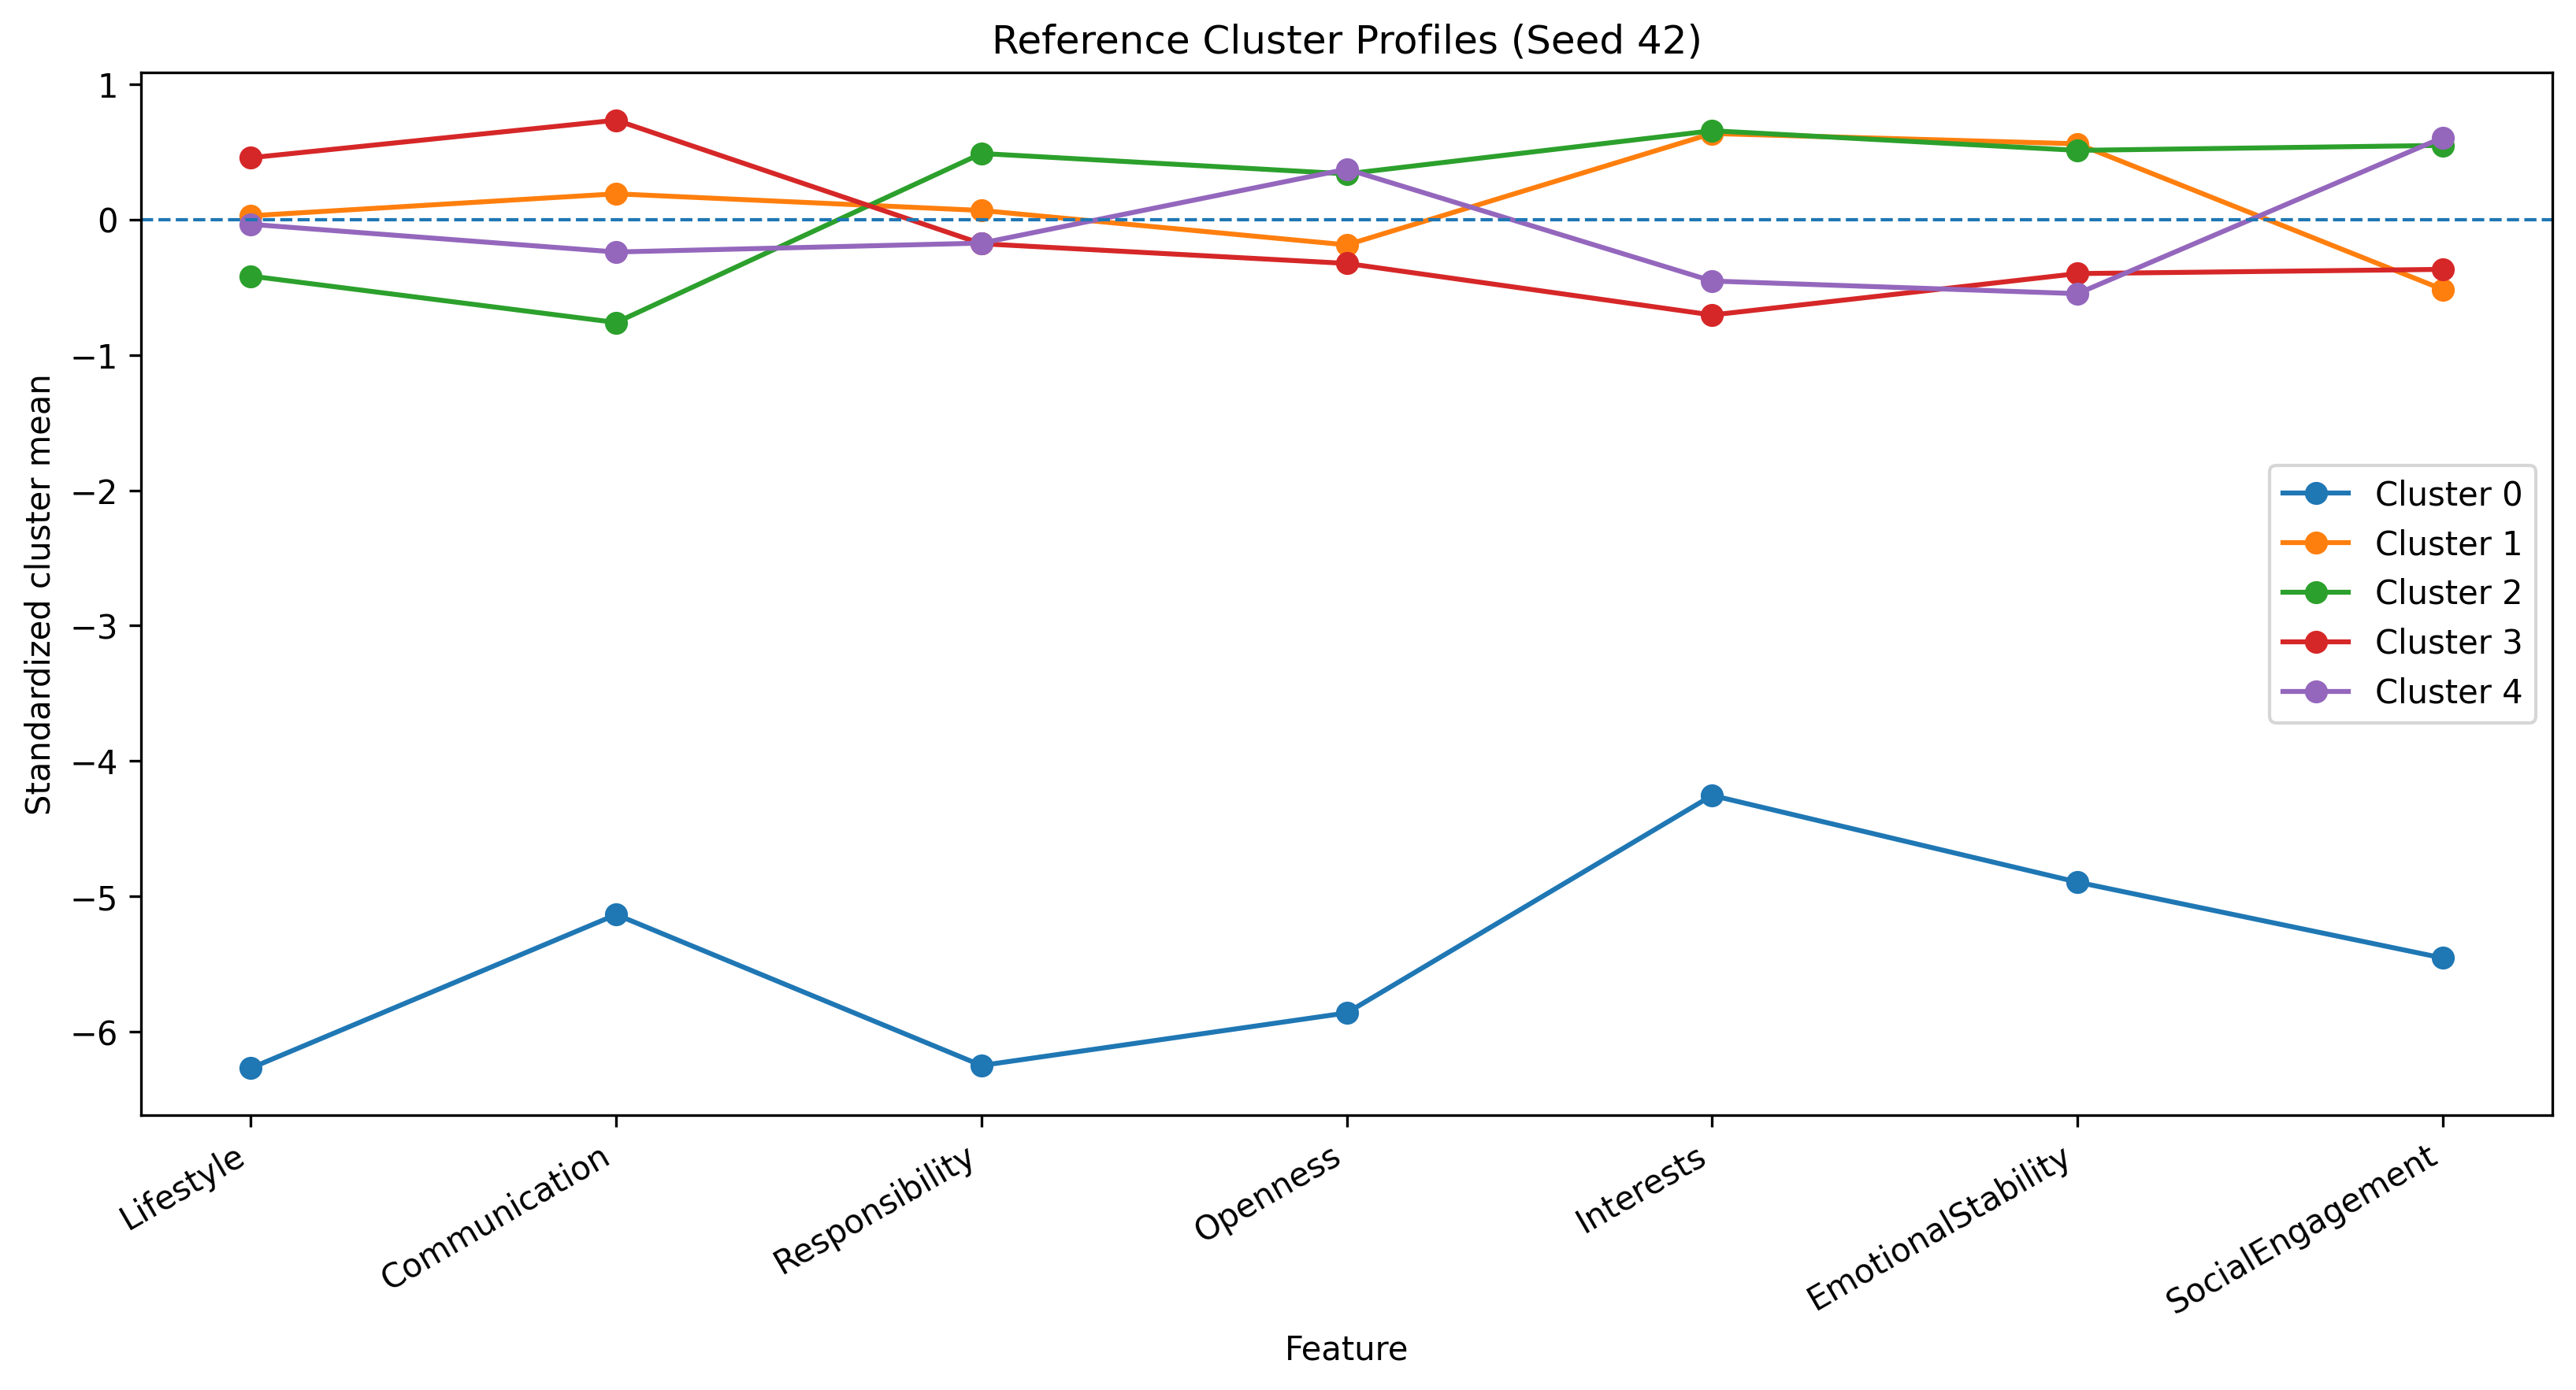 Reference Cluster Profiles (Seed 42)
1
0
−1
−2
−3
−4
−5
−6
Standardized cluster mean
Cluster 0
Cluster 1
Cluster 2
Cluster 3
Cluster 4
Lifestyle
Communication
Responsibility
Openness
Interests
EmotionalStability
SocialEngagement
Feature